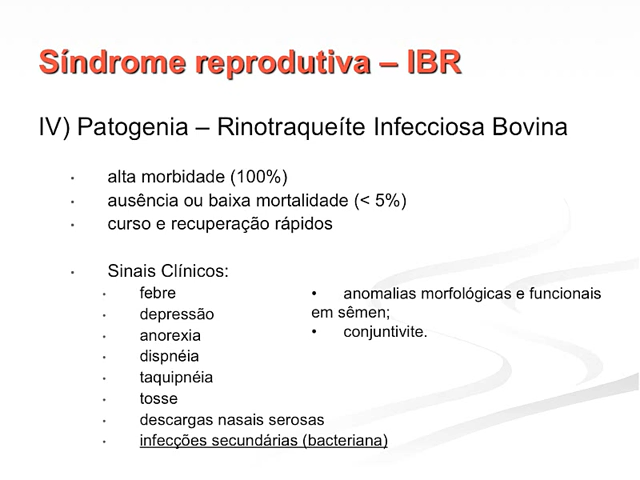 Síndrome reprodutiva – IBR
IV) Patogenia – Rinotraqueíte Infecciosa Bovina
• alta morbidade (100%)
• ausência ou baixa mortalidade (< 5%)
• curso e recuperação rápidos
• Sinais Clínicos:
• febre
• depressão
• anorexia
• dispnéia
• taquipnéia
• tosse
• descargas nasais serosas
• infecções secundárias (bacteriana)
• anomalias morfológicas e funcionais
em sêmen;
• conjuntivite.